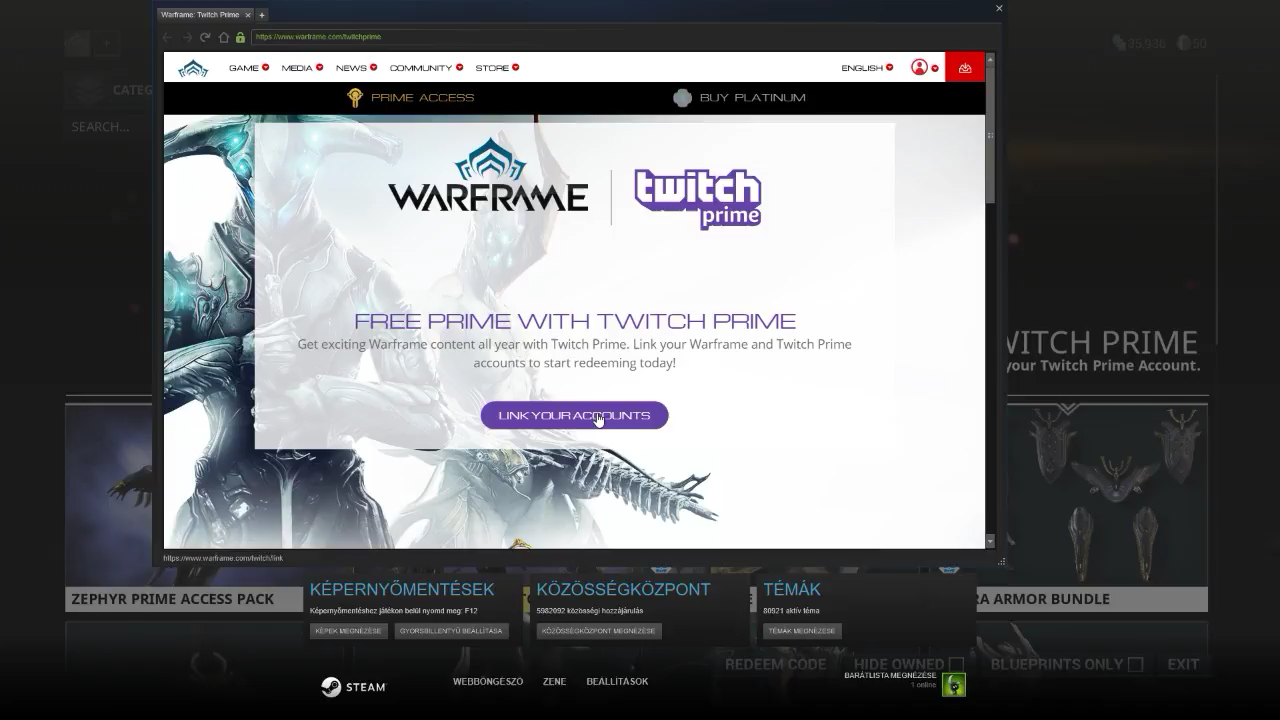 Warframe: Twitch Prime
https://www.warframe.com/twitchprime
35,936
50
CATEG
SEARCH...
GAME
MEDIA
NEWS
COMMUNITY
STORE
ENGLISH
PRIME ACCESS
BUY PLATINUM
WARFRAME
twitch
prime
FREE PRIME WITH TWITCH PRIME
Get exciting Warframe content all year with Twitch Prime. Link your Warframe and Twitch Prime
accounts to start redeeming today!
LINK YOUR ACCOUNTS
WITCH PRIME
your Twitch Prime Account.
https://www.warframe.com/twitch/link
ZEPHYR PRIME ACCESS PACK
RA ARMOR BUNDLE
KÉPERNYŐMENTÉSEK
Képernyőmentéshez játékon belül nyomd meg: F12
KÉPEK MEGNÉZÉSE
GYORSBILLENTYŰ BEÁLLÍTÁSA
KÖZÖSSÉGKÖZPONT
5982092 közösségi hozzájárulás
KÖZÖSSÉGKÖZPONT MEGNÉZÉSE
TÉMÁK
80921 aktív téma
TÉMÁK MEGNÉZÉSE
REDEEM CODE
HIDE OWNED
BLUEPRINTS ONLY
EXIT
STEAM
WEBBÖNGÉSZŐ
ZENE
BEÁLLÍTÁSOK
BARÁTLISTA MEGNÉZÉSE
1 online